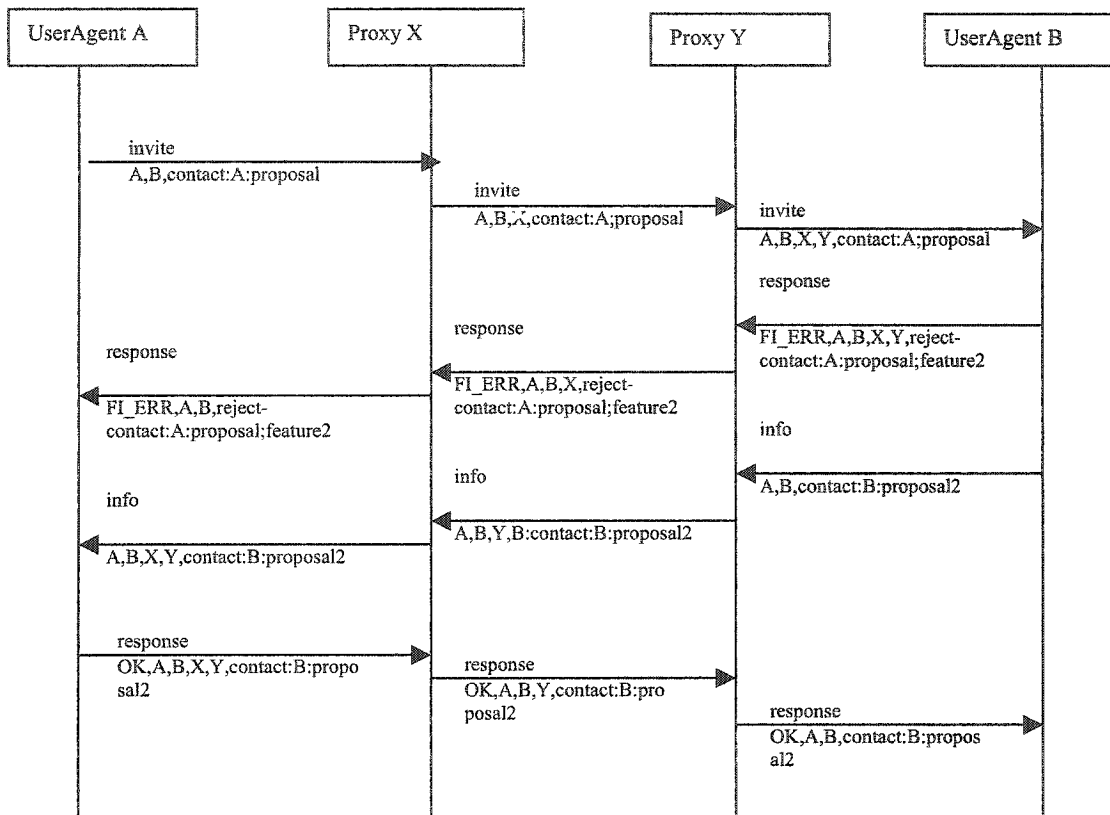 UserAgent A
Proxy X
Proxy Y
UserAgent B
invite
A,B,contact:A:proposal
invite
A,B,X,contact:A;proposal
invite
A,B,X,Y,contact:A;proposal
response
FI_ERR,A,B,X,Y,reject-
contact:A:proposal;feature2
response
FI_ERR,A,B,X,reject-
contact:A:proposal;feature2
response
FI_ERR,A,B,reject-
contact:A:proposal;feature2
info
A,B,contact:B:proposal2
info
A,B,Y,B:contact:B:proposal2
info
A,B,X,Y,contact:B:proposal2
response
OK,A,B,X,Y,contact:B:propo
sal2
response
OK,A,B,Y,contact:B:pro
posal2
response
OK,A,B,contact:B:propos
al2